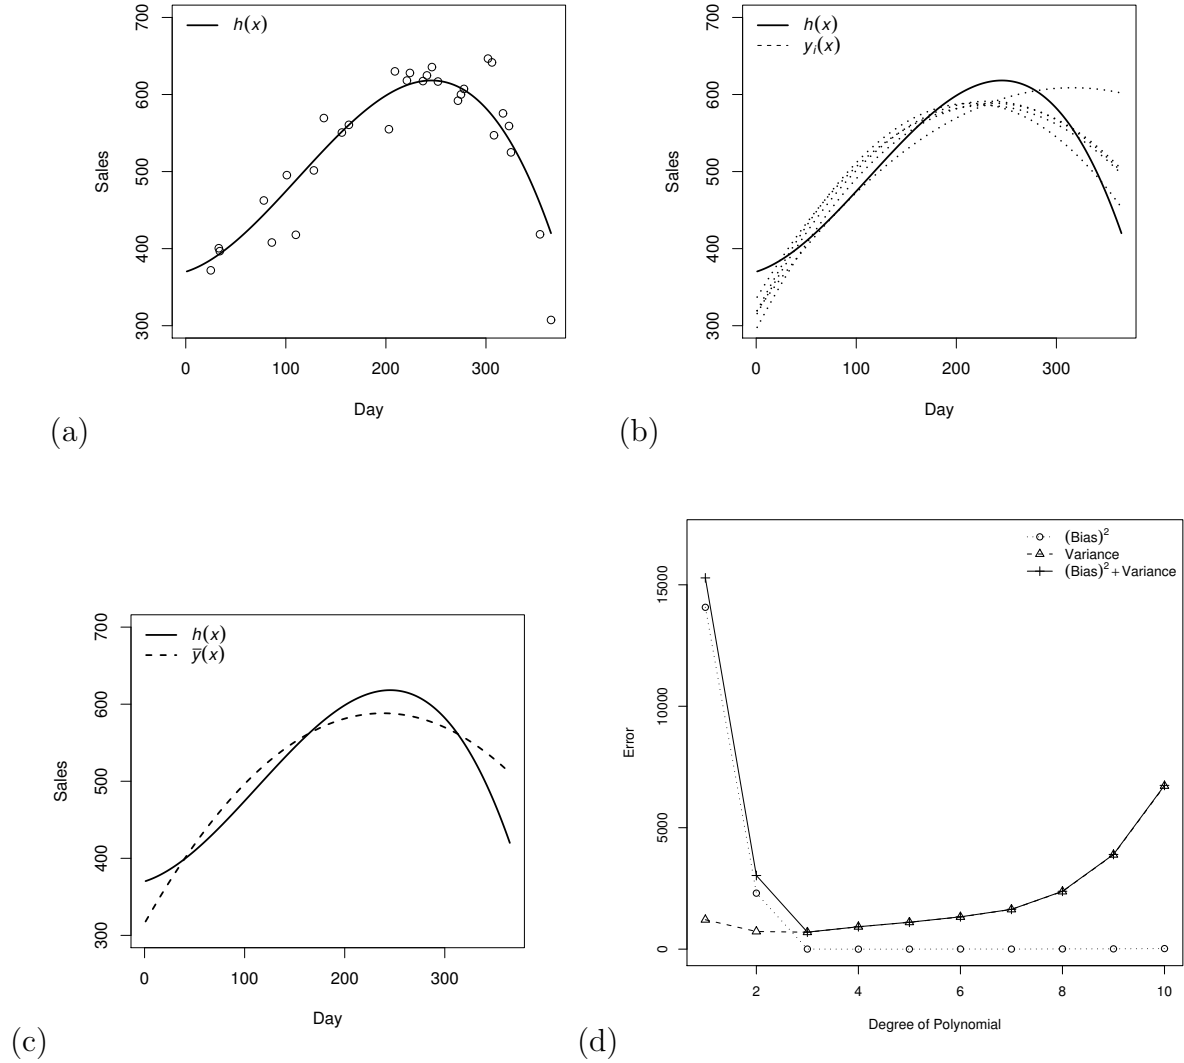 h(x)
700
600
500
400
300
Sales
0 100 200 300
Day
(a)
h(x)
yᵢ(x)
700
600
500
400
300
Sales
0 100 200 300
Day
(b)
h(x)
y̅(x)
700
600
500
400
300
Sales
0 100 200 300
Day
(c)
(Bias)²
Variance
(Bias)² + Variance
15000
10000
5000
0
Error
2 4 6 8 10
Degree of Polynomial
(d)